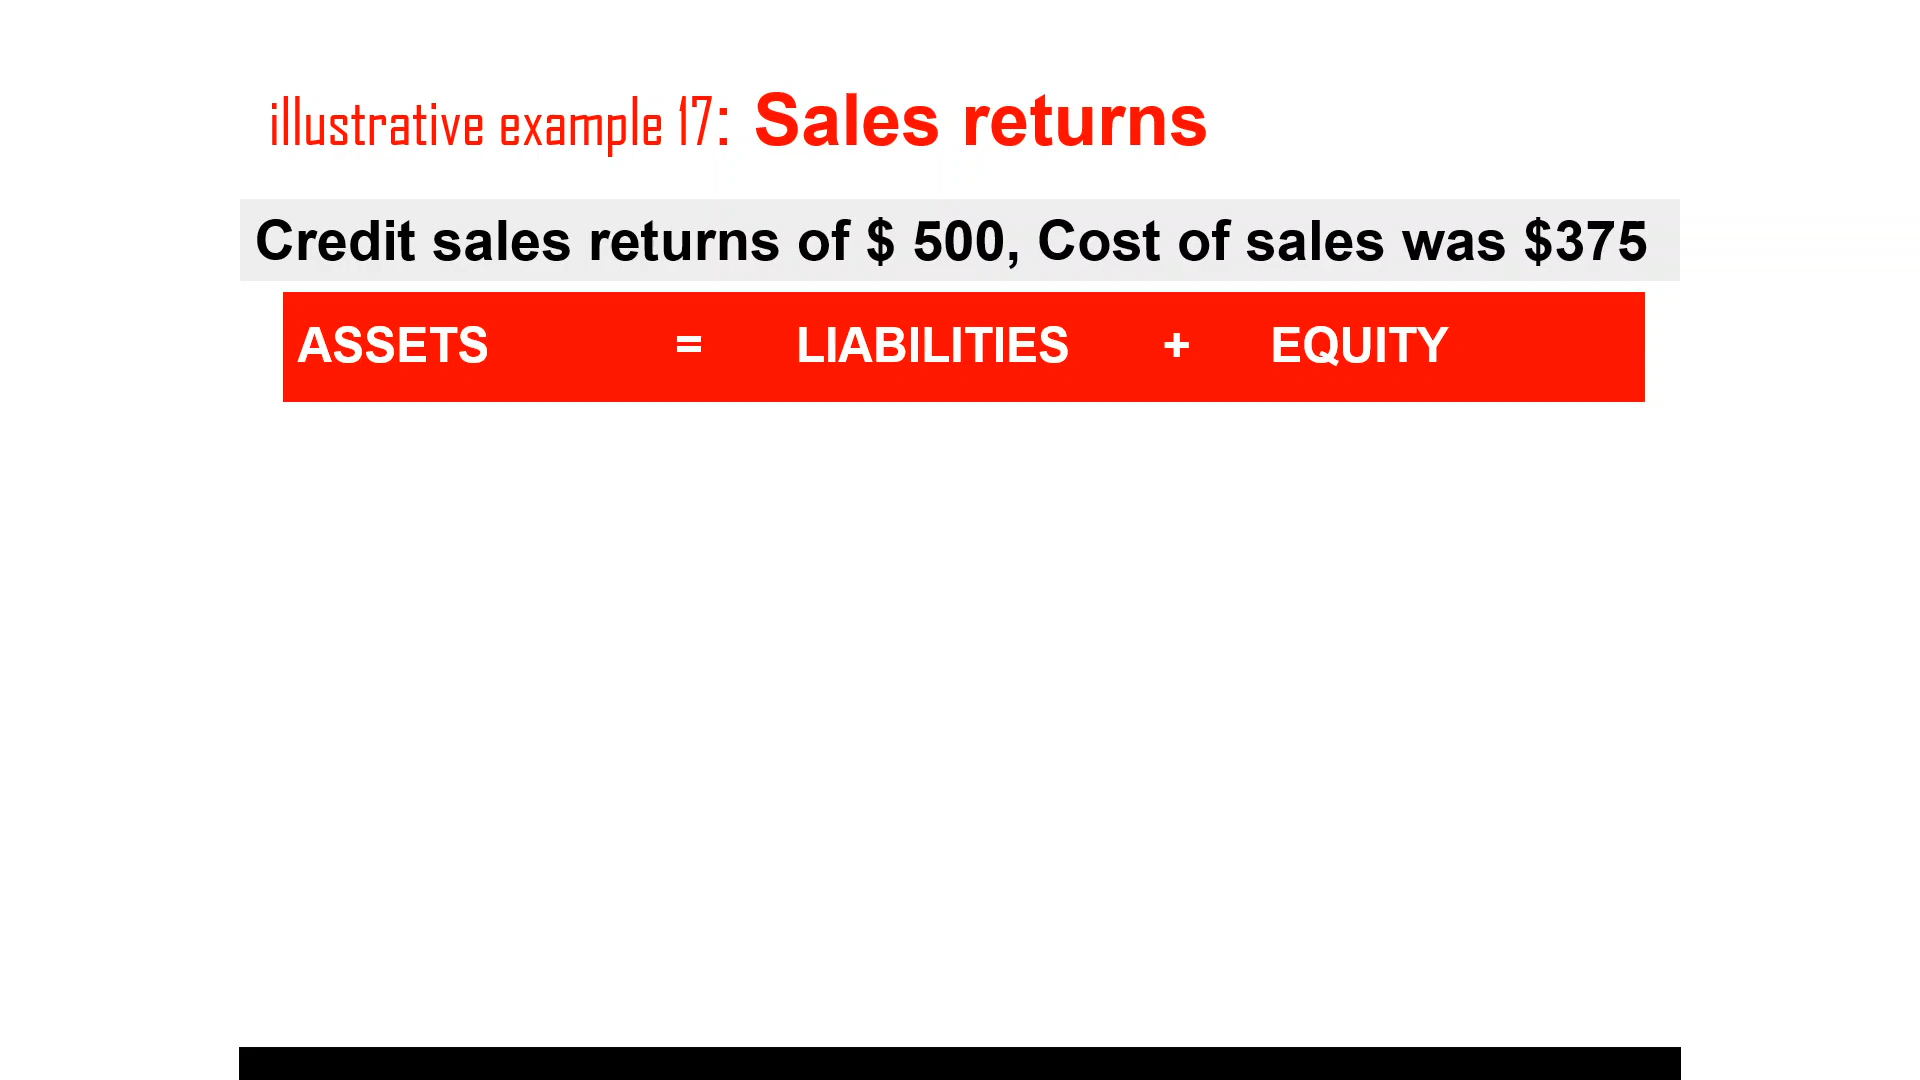 illustrative example 17: Sales returns
Credit sales returns of $ 500, Cost of sales was $375
ASSETS = LIABILITIES + EQUITY